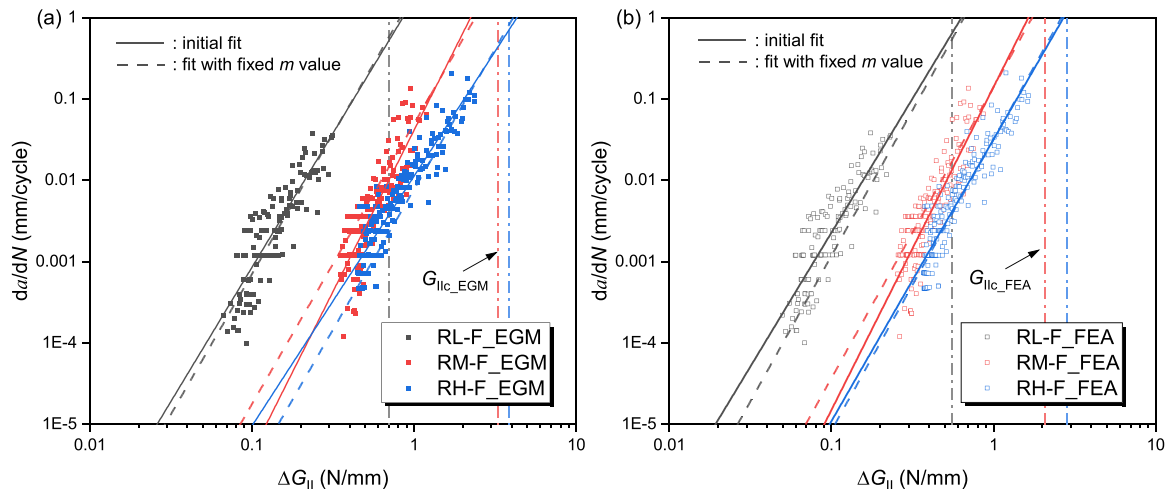 (a)
: initial fit
: fit with fixed m value
G_IIc_EGM
RL-F_EGM
RM-F_EGM
RH-F_EGM
1
0.1
0.01
0.001
1E-4
1E-5
da/dN (mm/cycle)
0.01
0.1
1
10
ΔG_II (N/mm)
(b)
: initial fit
: fit with fixed m value
G_IIc_FEA
RL-F_FEA
RM-F_FEA
RH-F_FEA
1
0.1
0.01
0.001
1E-4
1E-5
da/dN (mm/cycle)
0.01
0.1
1
10
ΔG_II (N/mm)